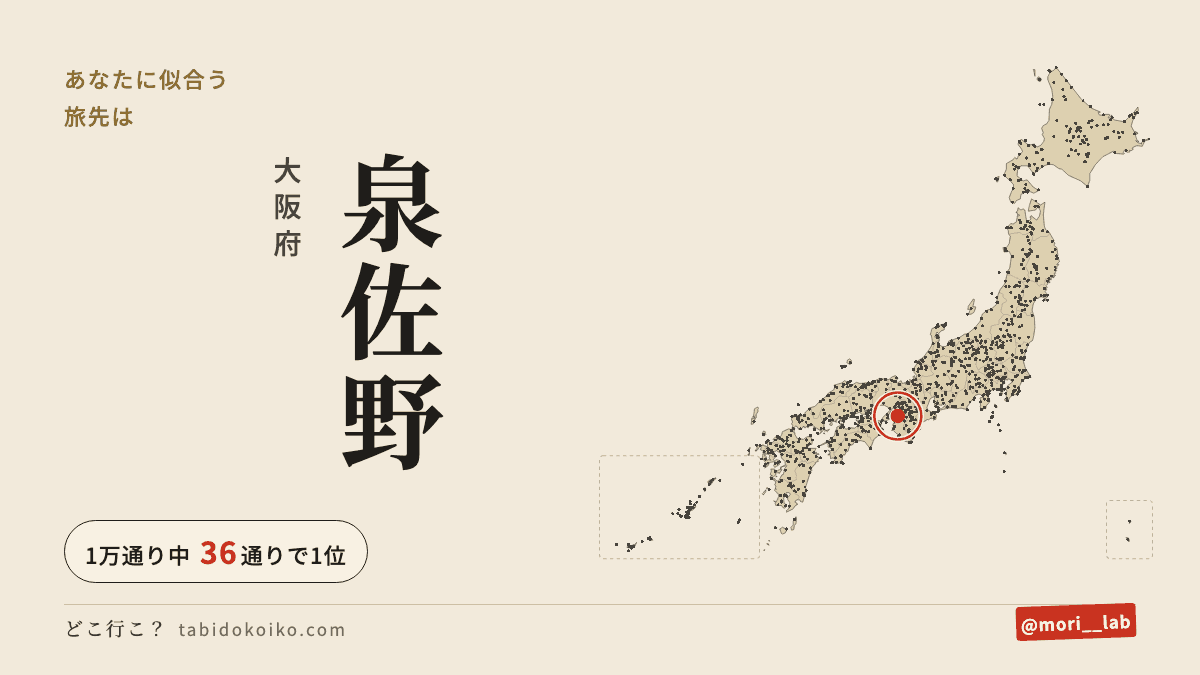 あなたに似合う
旅先は
泉佐野
大阪府
1万通り中 36通りで1位
どこ行こ？ tabidokoiko.com
@mori__lab